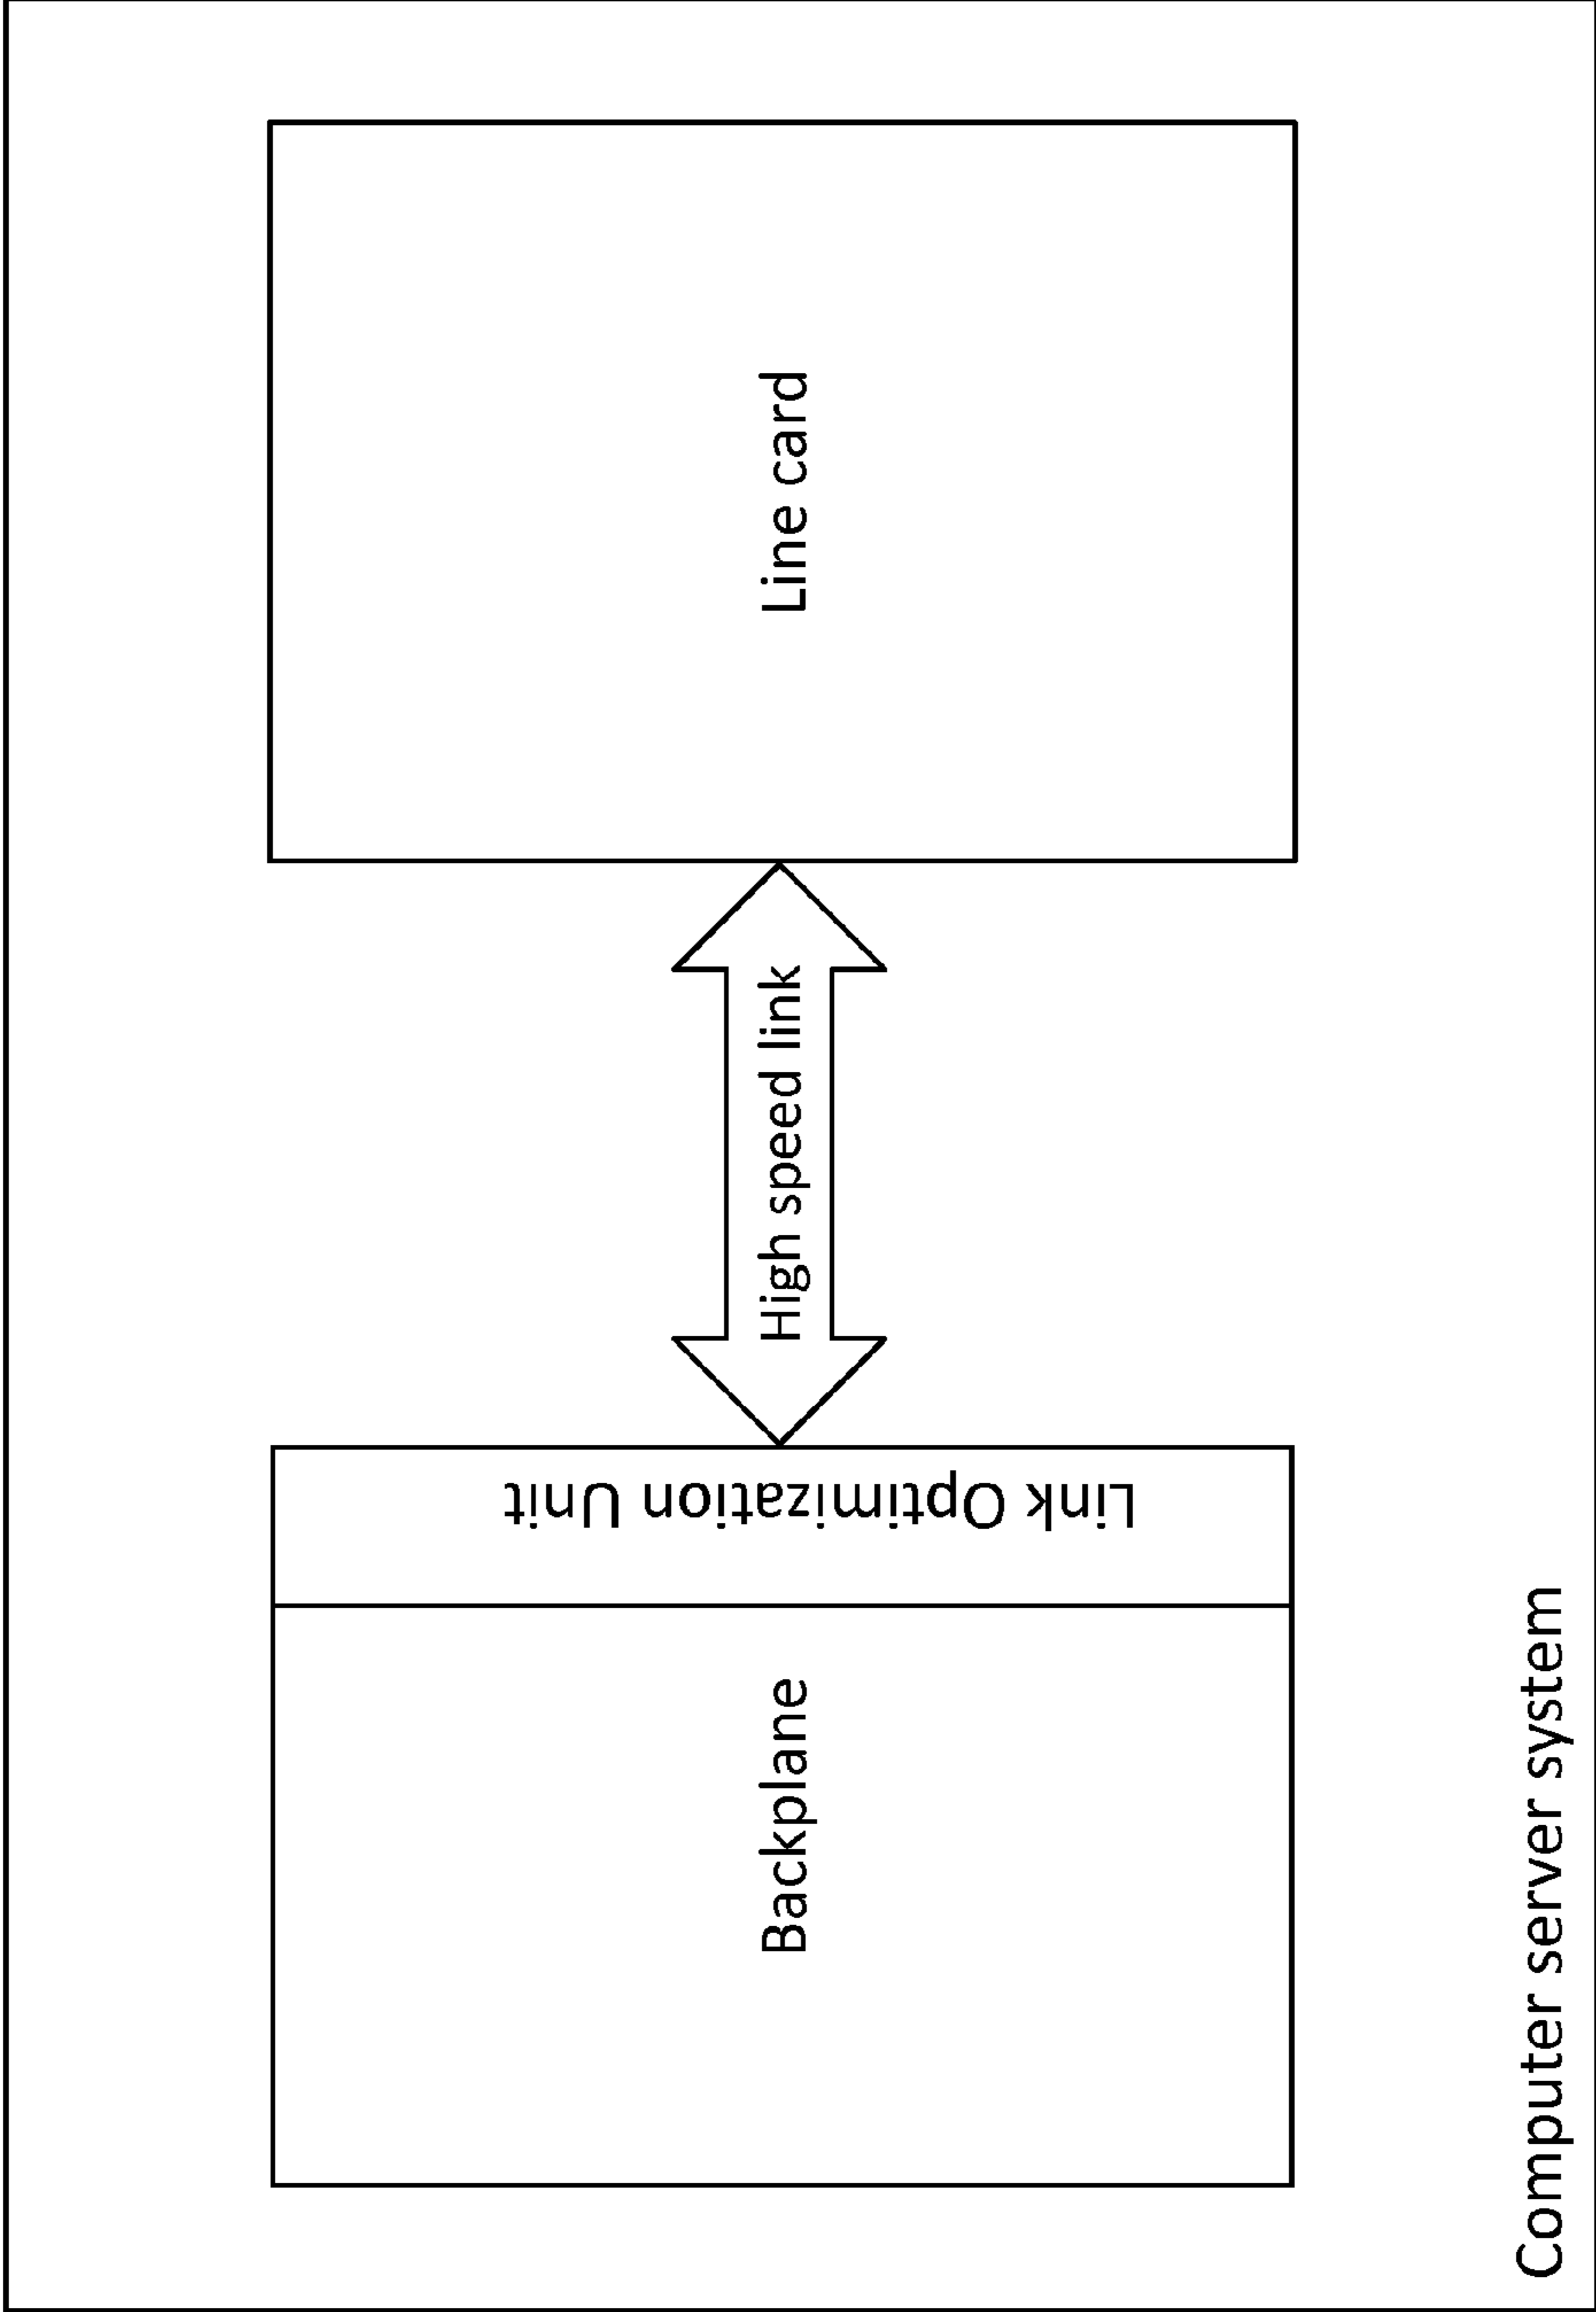 Backplane
Link Optimization Unit
High speed link
Line card
Computer server system